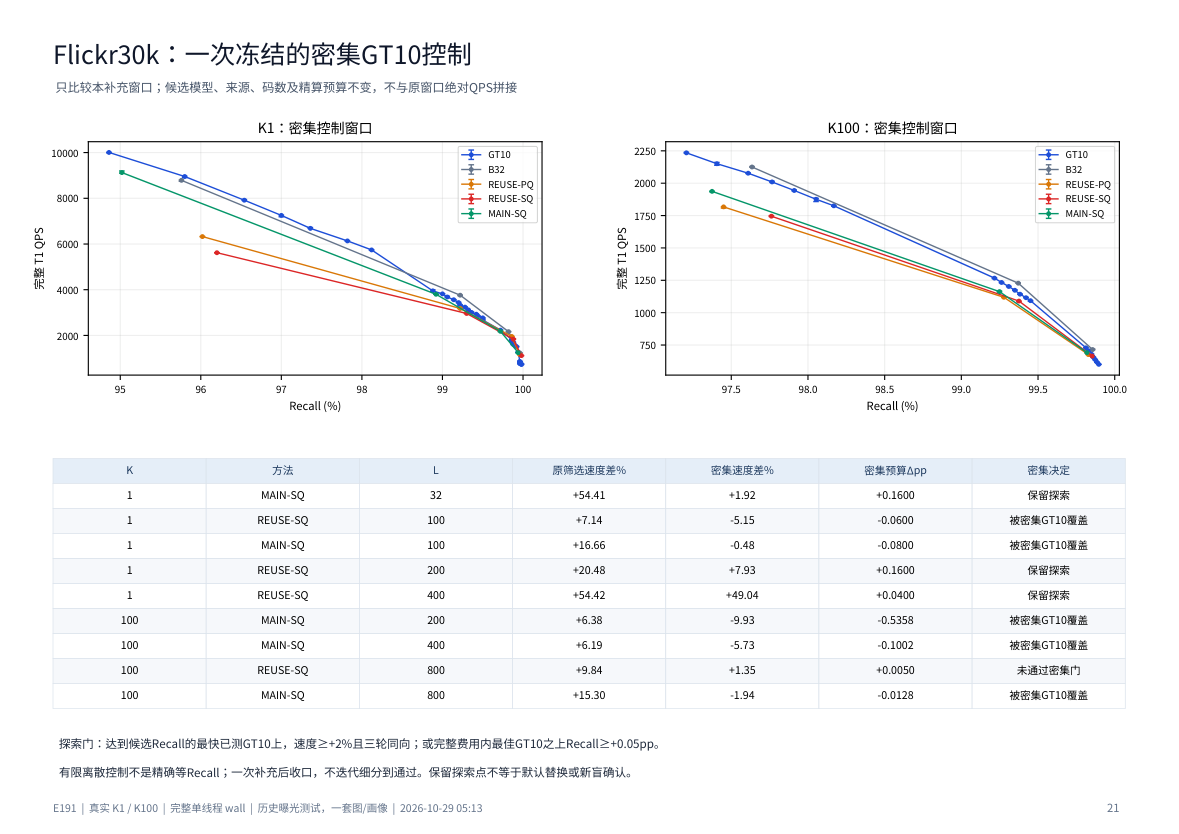 Flickr30k：一次冻结的密集GT10控制
只比较本补充窗口；候选模型、来源、码数及精算预算不变，不与原窗口绝对QPS拼接
K1：密集控制窗口
完整 T1 QPS
10000
8000
6000
4000
2000
GT10
B32
REUSE-PQ
REUSE-SQ
MAIN-SQ
95 96 97 98 99 100
Recall (%)
K100：密集控制窗口
完整 T1 QPS
2250
2000
1750
1500
1250
1000
750
GT10
B32
REUSE-PQ
REUSE-SQ
MAIN-SQ
97.5 98.0 98.5 99.0 99.5 100.0
Recall (%)
K 方法 L 原筛选速度差% 密集速度差% 密集预算Δpp 密集决定
1 MAIN-SQ 32 +54.41 +1.92 +0.1600 保留探索
1 REUSE-SQ 100 +7.14 -5.15 -0.0600 被密集GT10覆盖
1 MAIN-SQ 100 +16.66 -0.48 -0.0800 被密集GT10覆盖
1 REUSE-SQ 200 +20.48 +7.93 +0.1600 保留探索
1 REUSE-SQ 400 +54.42 +49.04 +0.0400 保留探索
100 MAIN-SQ 200 +6.38 -9.93 -0.5358 被密集GT10覆盖
100 MAIN-SQ 400 +6.19 -5.73 -0.1002 被密集GT10覆盖
100 REUSE-SQ 800 +9.84 +1.35 +0.0050 未通过密集门
100 MAIN-SQ 800 +15.30 -1.94 -0.0128 被密集GT10覆盖
探索门：达到候选Recall的最快已测GT10上，速度≥+2%且三轮同向；或完整费用内最佳GT10之上Recall≥+0.05pp。
有限离散控制不是精确等Recall；一次补充后收口，不迭代细分到通过。保留探索点不等于默认替换或新盲确认。
E191｜真实 K1 / K100｜完整单线程 wall｜历史曝光测试，一套图/画像｜2026-10-29 05:13
21